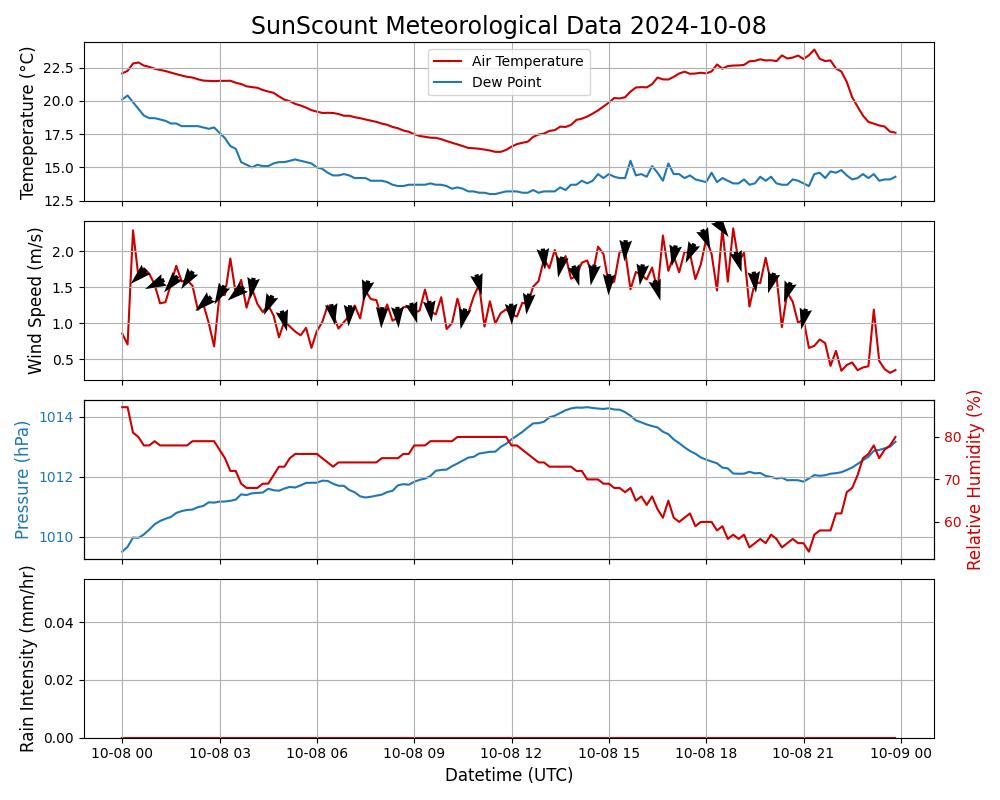 SunScount Meteorological Data 2024-10-08
Temeperature (°C)
22.5
20.0
17.5
15.0
12.5
Air Temperature
Dew Point
Wind Speed (m/s)
2.0
1.5
1.0
0.5
Pressure (hPa)
1014
1012
1010
Relative Humidity (%)
80
70
60
Rain Intensity (mm/hr)
0.04
0.02
0.00
10-08 00 10-08 03 10-08 06 10-08 09 10-08 12 10-08 15 10-08 18 10-08 21 10-09 00
Datetime (UTC)